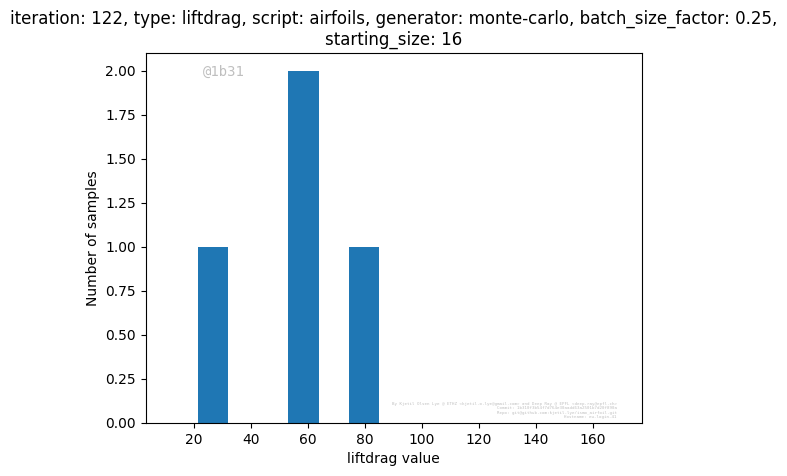 iteration: 122, type: liftdrag, script: airfoils, generator: monte-carlo, batch_size_factor: 0.25,
starting_size: 16
@1b31
2.00
1.75
1.50
1.25
1.00
0.75
0.50
0.25
0.00
Number of samples
20 40 60 80 100 120 140 160
liftdrag value